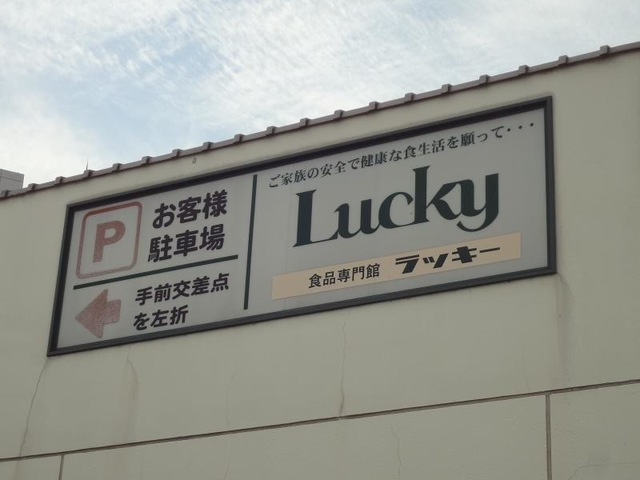 P
お客様
駐車場
手前交差点
を左折
ご家族の安全で健康な食生活を願って・・・
Lucky
食品専門館 ラッキー